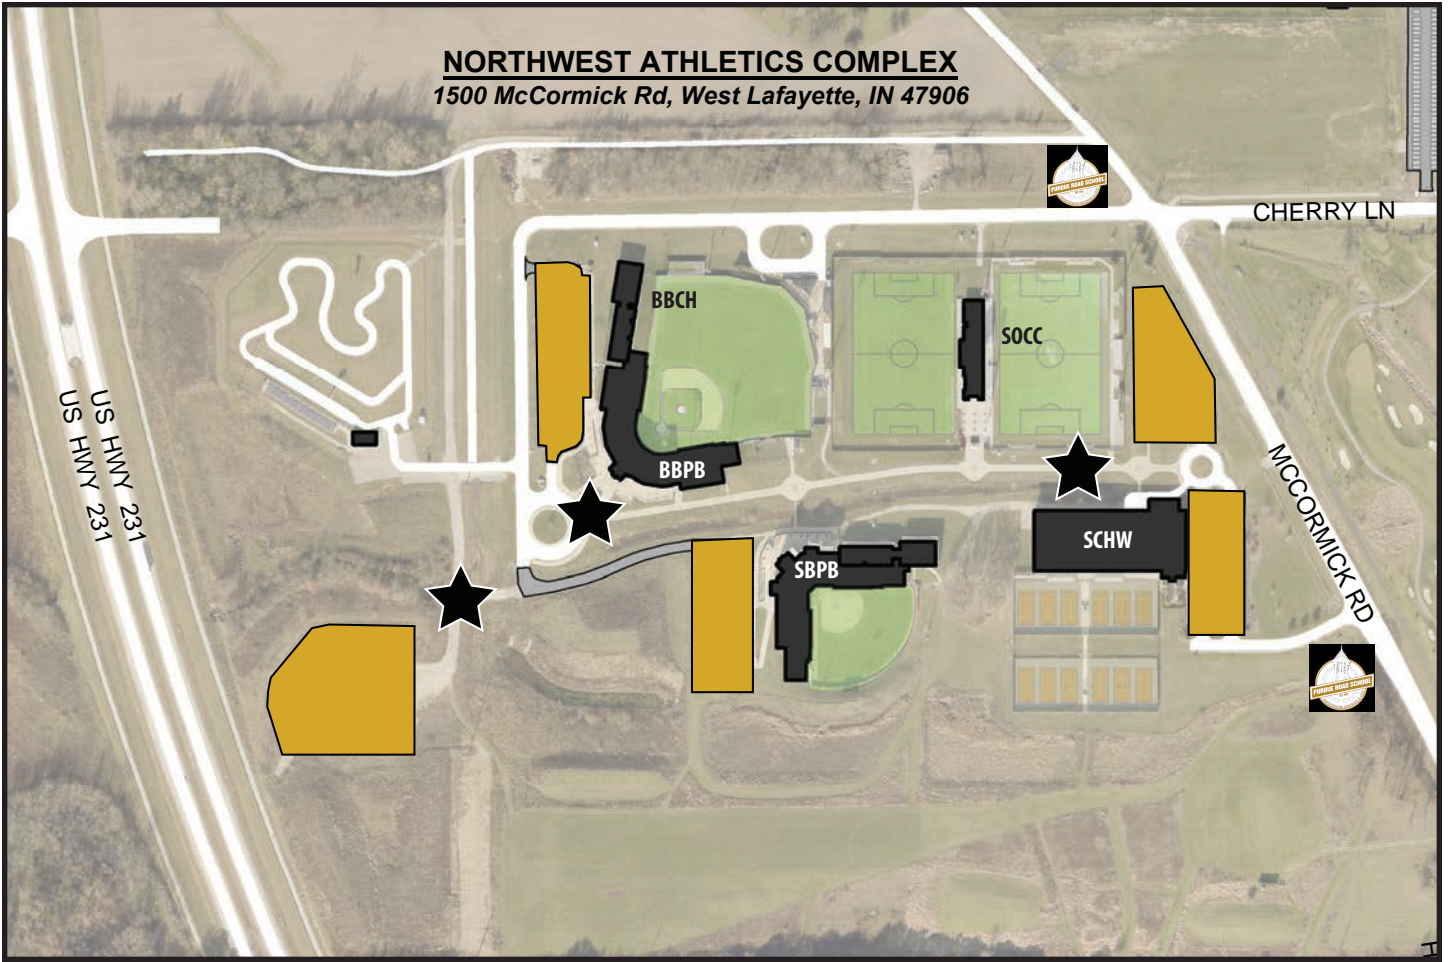 NORTHWEST ATHLETICS COMPLEX
1500 McCormick Rd, West Lafayette, IN 47906
PURDUE ROAD SCHOOL
CHERRY LN
BBCH
SOCC
US HWY 231
US HWY 231
BBPB
MCCORMICK RD
SCHW
SBPB
PURDUE ROAD SCHOOL
H